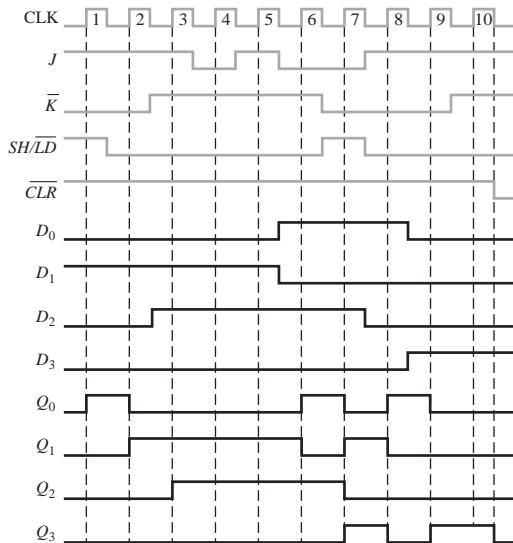 CLK 1 2 3 4 5 6 7 8 9 10
J
K̅
SH/L̅D̅
C̅L̅R̅
D₀
D₁
D₂
D₃
Q₀
Q₁
Q₂
Q₃